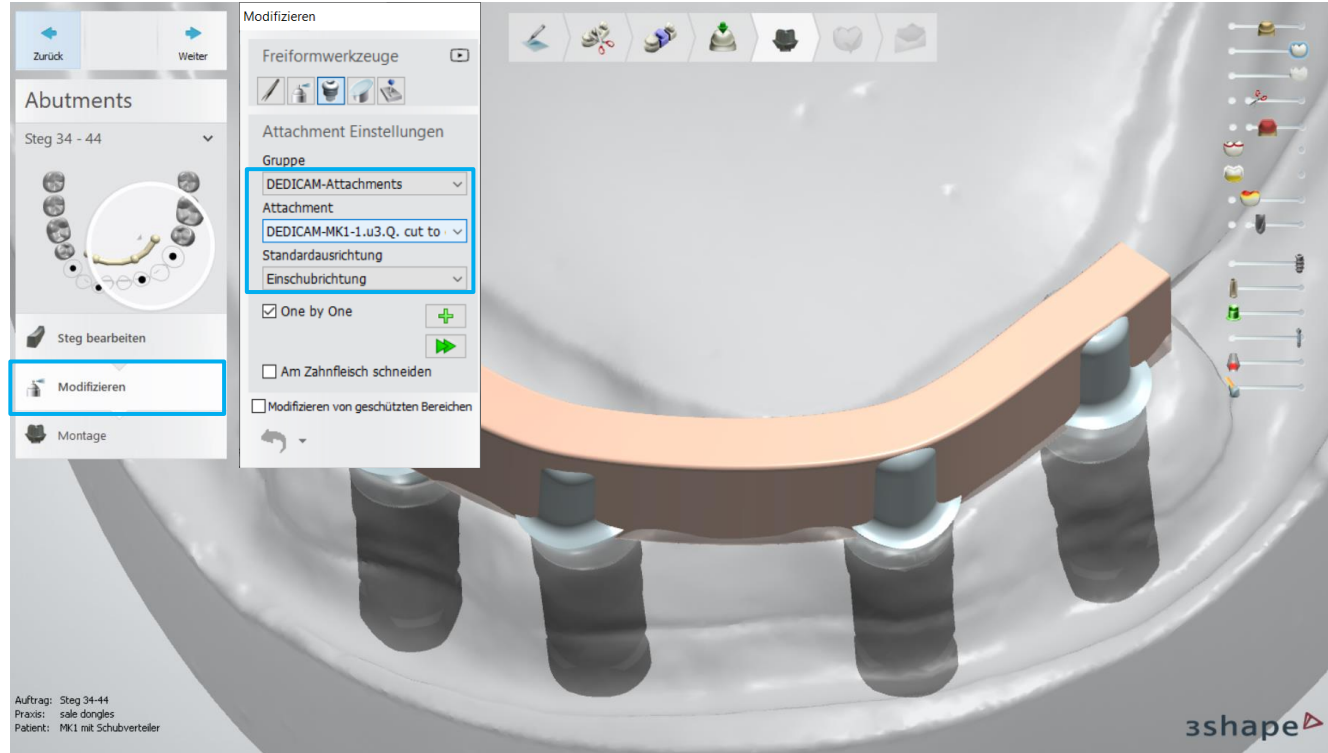 Zurück
Weiter
Abutments
Steg 34 - 44
Steg bearbeiten
Modifizieren
Montage
Modifizieren
Freiformwerkzeuge
Attachment Einstellungen
Gruppe
DEDICAM-Attachments
Attachment
DEDICAM-MK1-1.u3.Q. cut to
Standardausrichtung
Einschubrichtung
One by One
Am Zahnfleisch schneiden
Modifizieren von geschützten Bereichen
Auftrag: Steg 34-44
Praxis: sale dongles
Patient: MK1 mit Schubverteiler
3shape